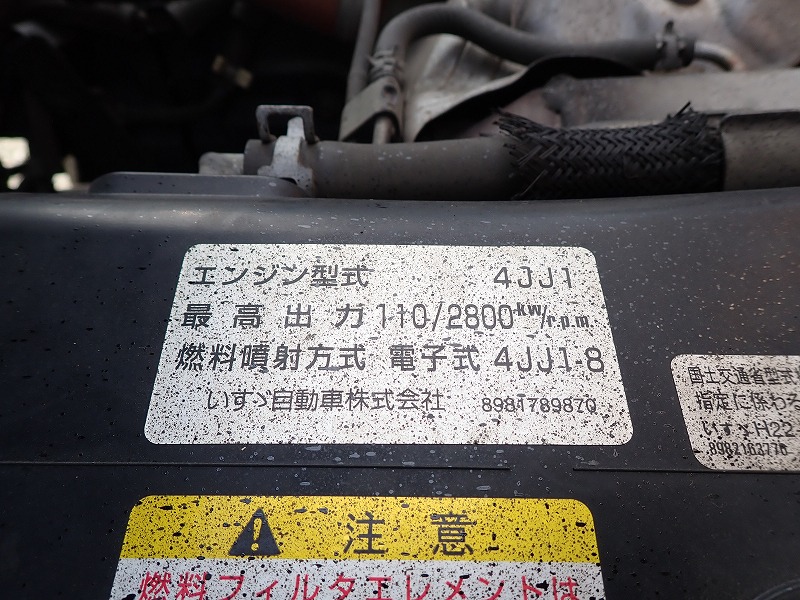 エンジン型式 4JJ1
最高出力 110/2800 kW/r.p.m.
燃料噴射方式 電子式 4JJ1-8
いすゞ自動車株式会社 8981789870
国土交通省型式
指定に係わる
いすゞH22
8982163776
注意
燃料フィルタエレメントは